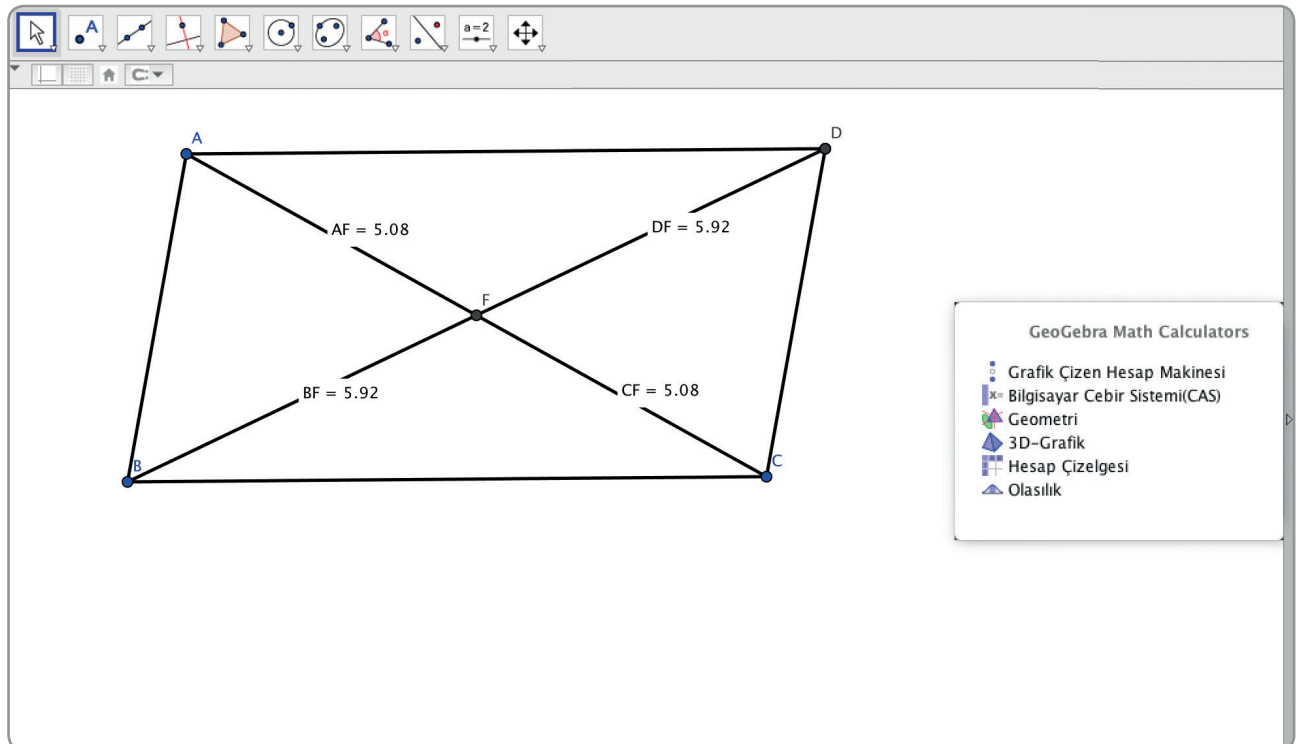 A
a=2
A
D
AF = 5.08
DF = 5.92
F
BF = 5.92
CF = 5.08
B
C
GeoGebra Math Calculators
Grafik Çizen Hesap Makinesi
x=
Bilgisayar Cebir Sistemi(CAS)
Geometri
3D-Grafik
Hesap Çizelgesi
Olasılık